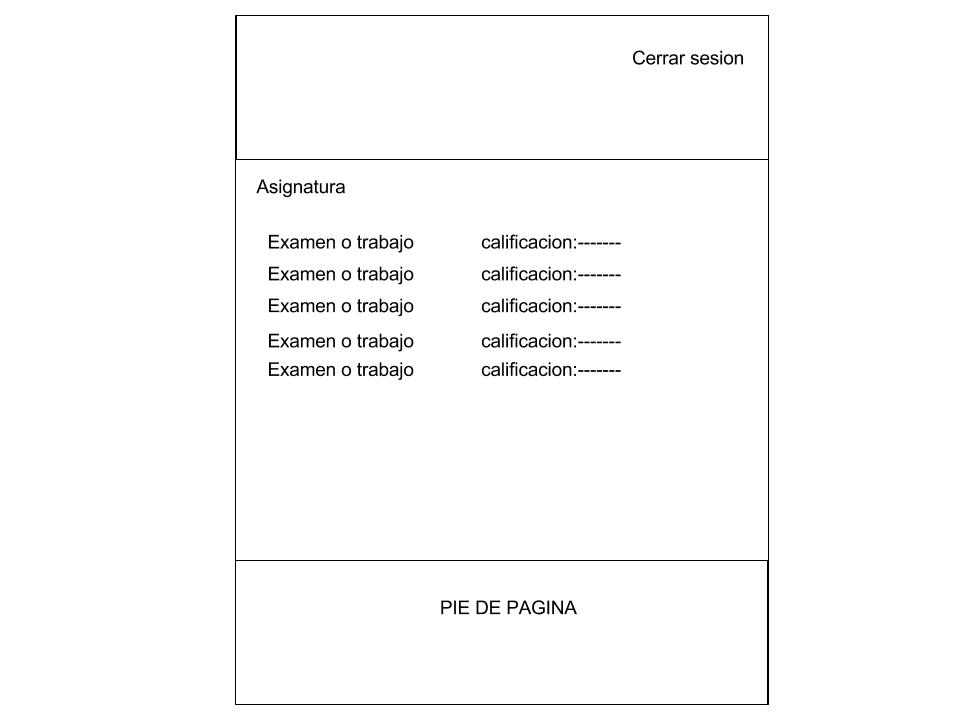 Cerrar sesion
Asignatura
Examen o trabajo calificacion:-------
Examen o trabajo calificacion:-------
Examen o trabajo calificacion:-------
Examen o trabajo calificacion:-------
Examen o trabajo calificacion:-------
PIE DE PAGINA